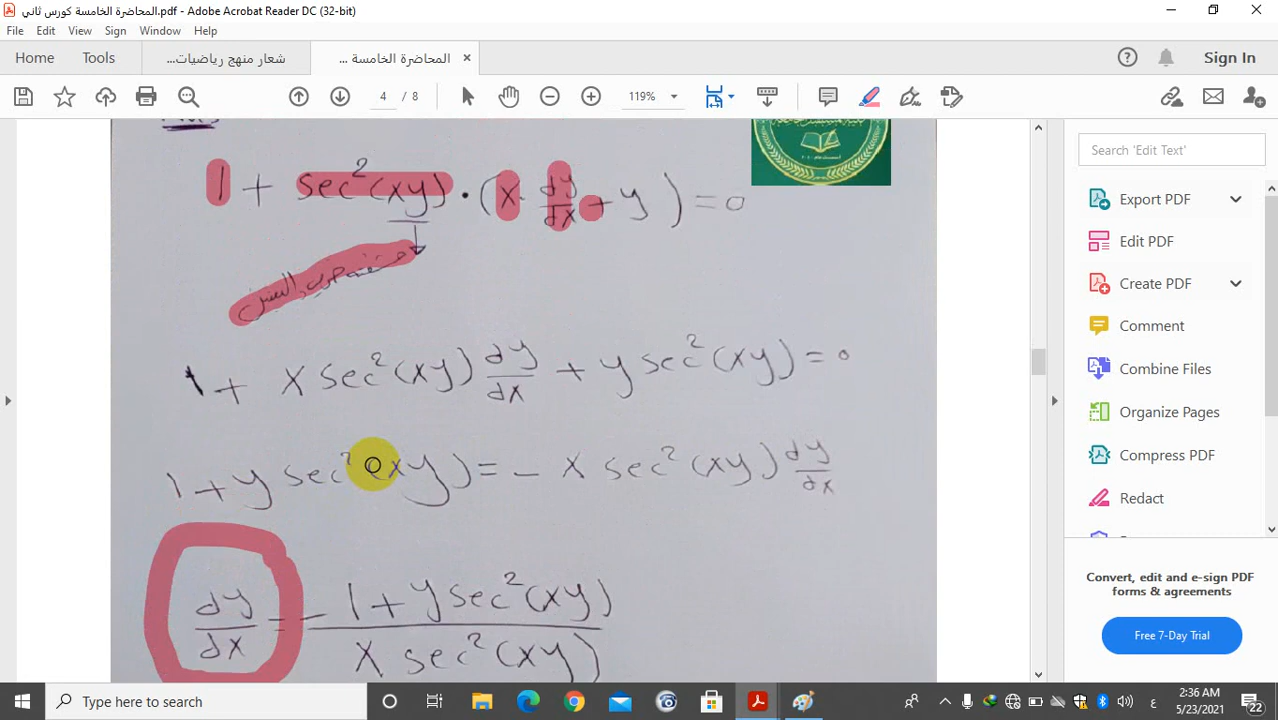 المحاضرة الخامسة كورس ثاني.pdf - Adobe Acrobat Reader DC (32-bit)
File Edit View Sign Window Help
Home Tools شعار منهج رياضيات... المحاضرة الخامسة ... Sign In
4 / 8 119%
1 + sec²(xy) · (x · dy/dx + y) = 0
1 + x sec²(xy) dy/dx + y sec²(xy) = 0
1 + y sec²(xy) = - x sec²(xy) dy/dx
dy/dx = - 1 + y sec²(xy) / x sec²(xy)
Search 'Edit Text'
Export PDF
Edit PDF
Create PDF
Comment
Combine Files
Organize Pages
Compress PDF
Redact
Convert, edit and e-sign PDF
forms & agreements
Free 7-Day Trial
Type here to search
ع
2:36 AM
5/23/2021
22